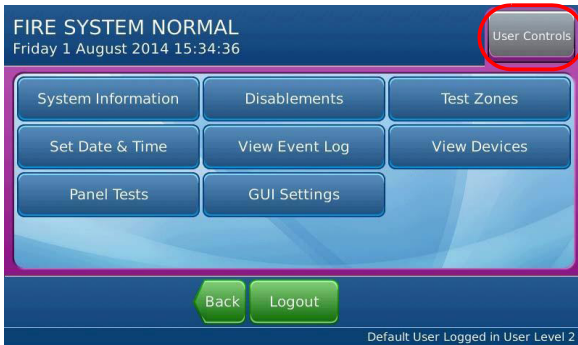 FIRE SYSTEM NORMAL
Friday 1 August 2014 15:34:36
User Controls
System Information
Disablements
Test Zones
Set Date & Time
View Event Log
View Devices
Panel Tests
GUI Settings
Back
Logout
Default User Logged in User Level 2